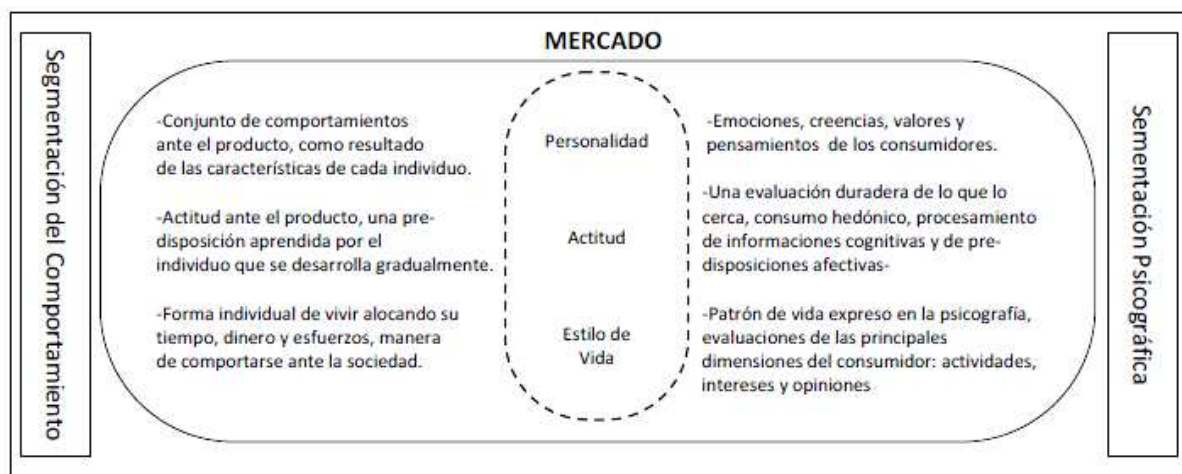 MERCADO
Segmentación del Comportamiento
-Conjunto de comportamientos
ante el producto, como resultado
de las características de cada individuo.
-Actitud ante el producto, una pre-
disposición aprendida por el
individuo que se desarrolla gradualmente.
-Forma individual de vivir alocando su
tiempo, dinero y esfuerzos, manera
de comportarse ante la sociedad.
Personalidad
Actitud
Estilo de
Vida
-Emociones, creencias, valores y
pensamientos de los consumidores.
-Una evaluación duradera de lo que lo
cerca, consumo hedónico, procesamiento
de informaciones cognitivas y de pre-
disposiciones afectivas-
-Patrón de vida expreso en la psicografía,
evaluaciones de las principales
dimensiones del consumidor: actividades,
intereses y opiniones
Sementación Psicográfica